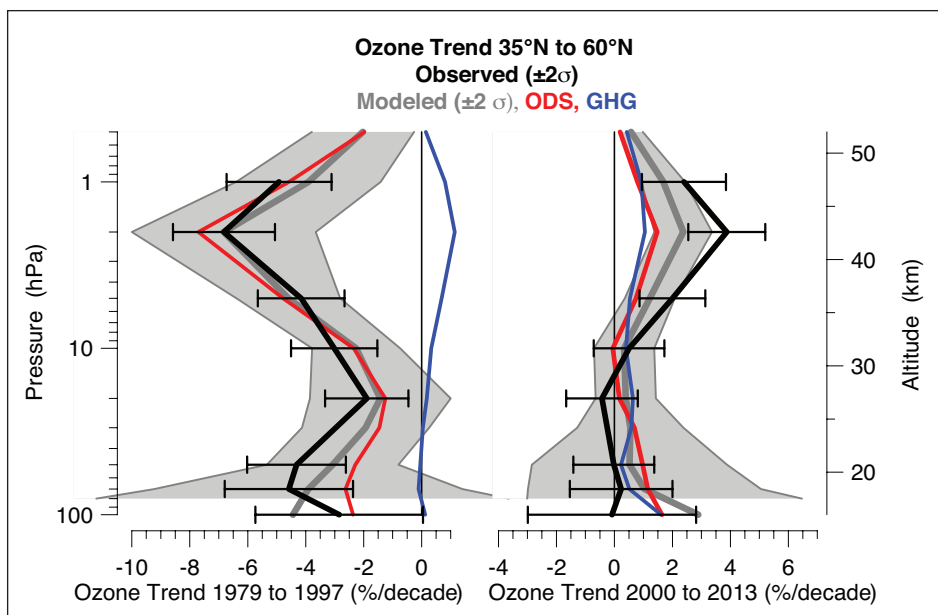 Ozone Trend 35°N to 60°N
Observed (±2σ)
Modeled (±2 σ), ODS, GHG
Pressure (hPa)
1
10
100
50
40
30
20
Altitude (km)
-10 -8 -6 -4 -2 0
-4 -2 0 2 4 6
Ozone Trend 1979 to 1997 (%/decade)
Ozone Trend 2000 to 2013 (%/decade)